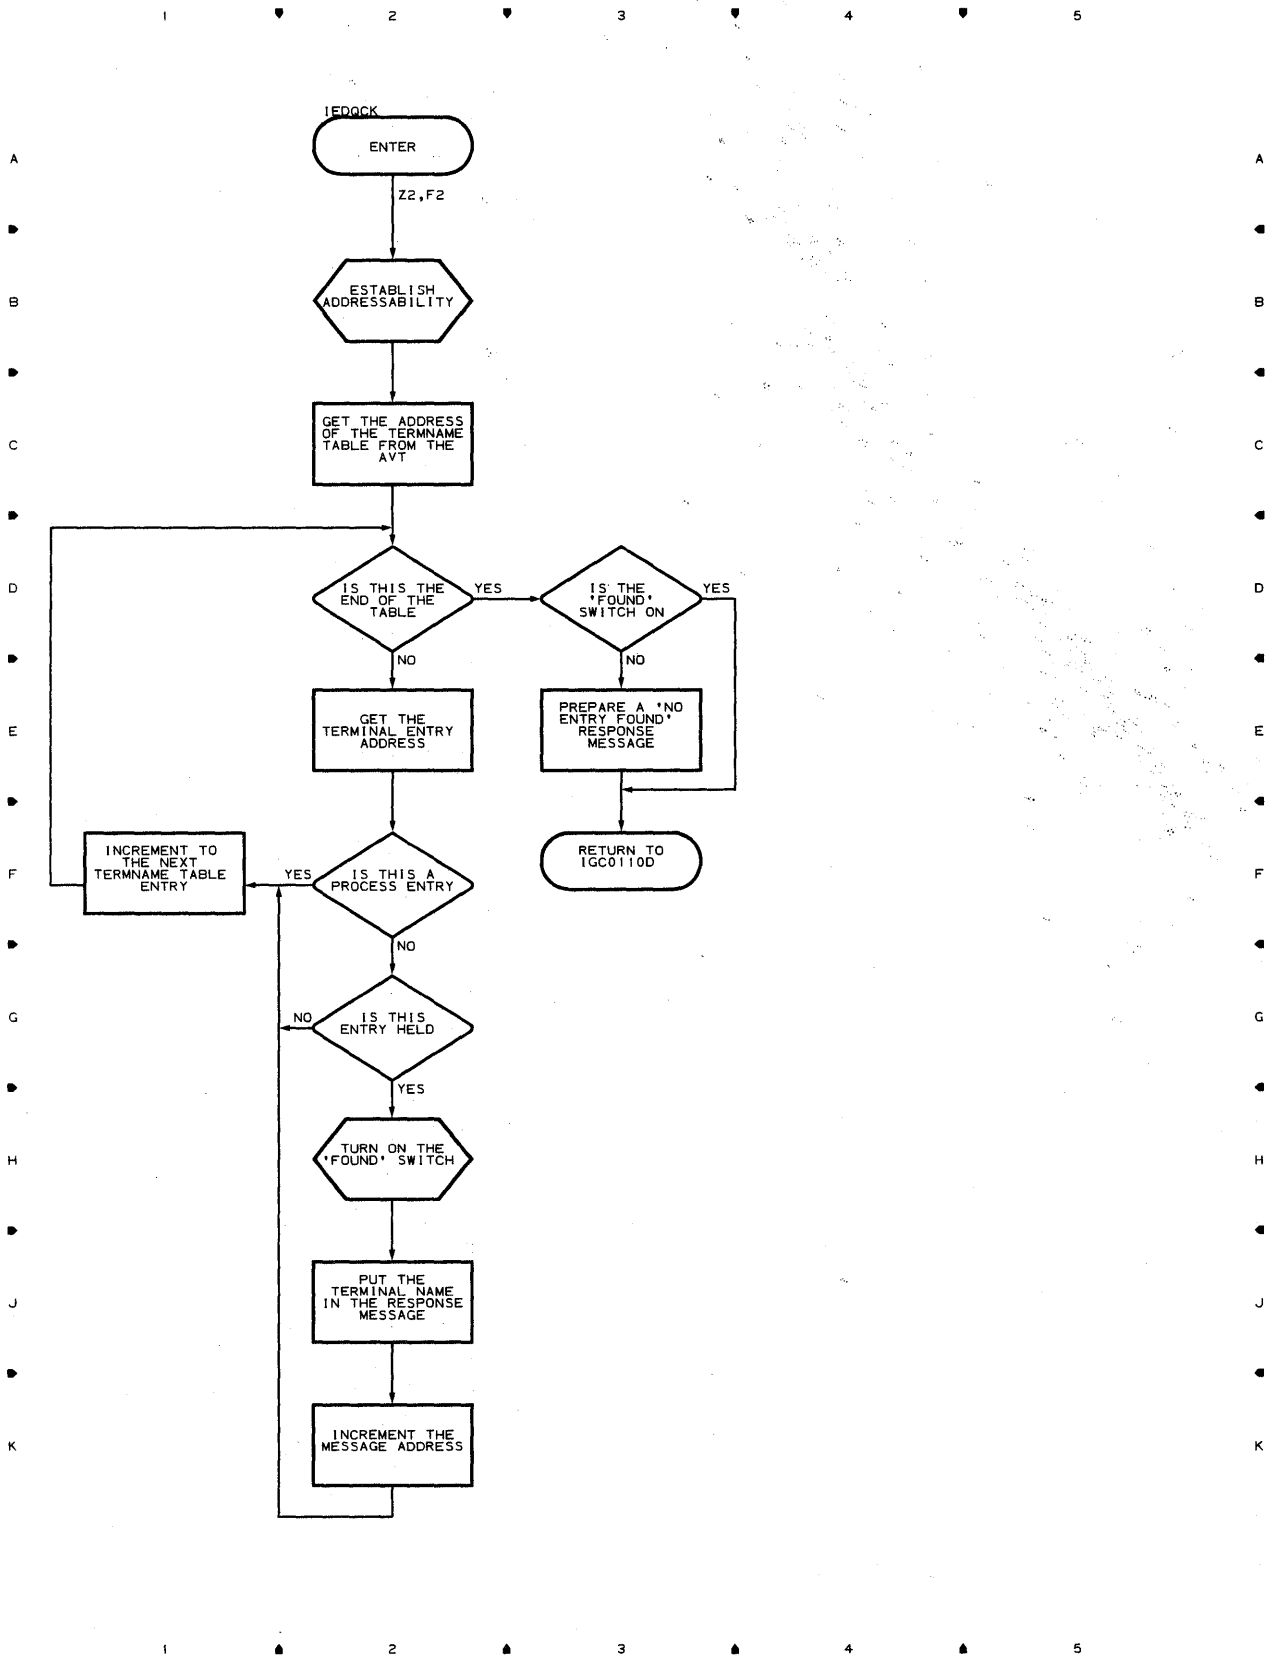 1 2 3 4 5
IEDQCK
ENTER
A A
Z2,F2
ESTABLISH
ADDRESSABILITY
B B
GET THE ADDRESS
OF THE TERMNAME
TABLE FROM THE
AVT
C C
IS THIS THE
END OF THE
TABLE
YES
IS THE
'FOUND'
SWITCH ON
YES
D D
NO
NO
GET THE
TERMINAL ENTRY
ADDRESS
PREPARE A 'NO
ENTRY FOUND'
RESPONSE
MESSAGE
E E
INCREMENT TO
THE NEXT
TERMNAME TABLE
ENTRY
YES
IS THIS A
PROCESS ENTRY
RETURN TO
IGC0110D
F F
NO
NO
IS THIS
ENTRY HELD
G G
YES
TURN ON THE
'FOUND' SWITCH
H H
PUT THE
TERMINAL NAME
IN THE RESPONSE
MESSAGE
J J
INCREMENT THE
MESSAGE ADDRESS
K K
1 2 3 4 5